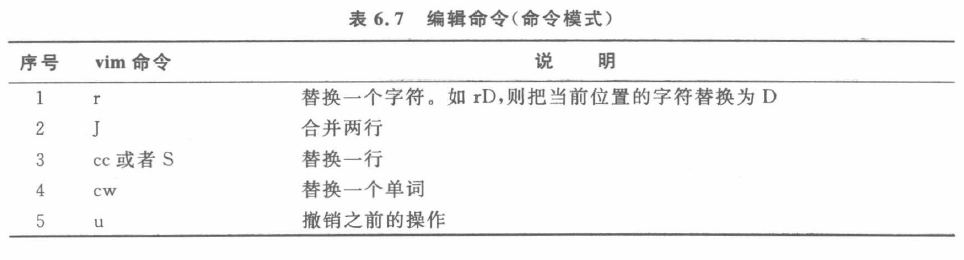 表 6.7 编辑命令(命令模式)
序号 vim 命令 说 明
1 r 替换一个字符。如 rD,则把当前位置的字符替换为 D
2 J 合并两行
3 cc 或者 S 替换一行
4 cw 替换一个单词
5 u 撤销之前的操作